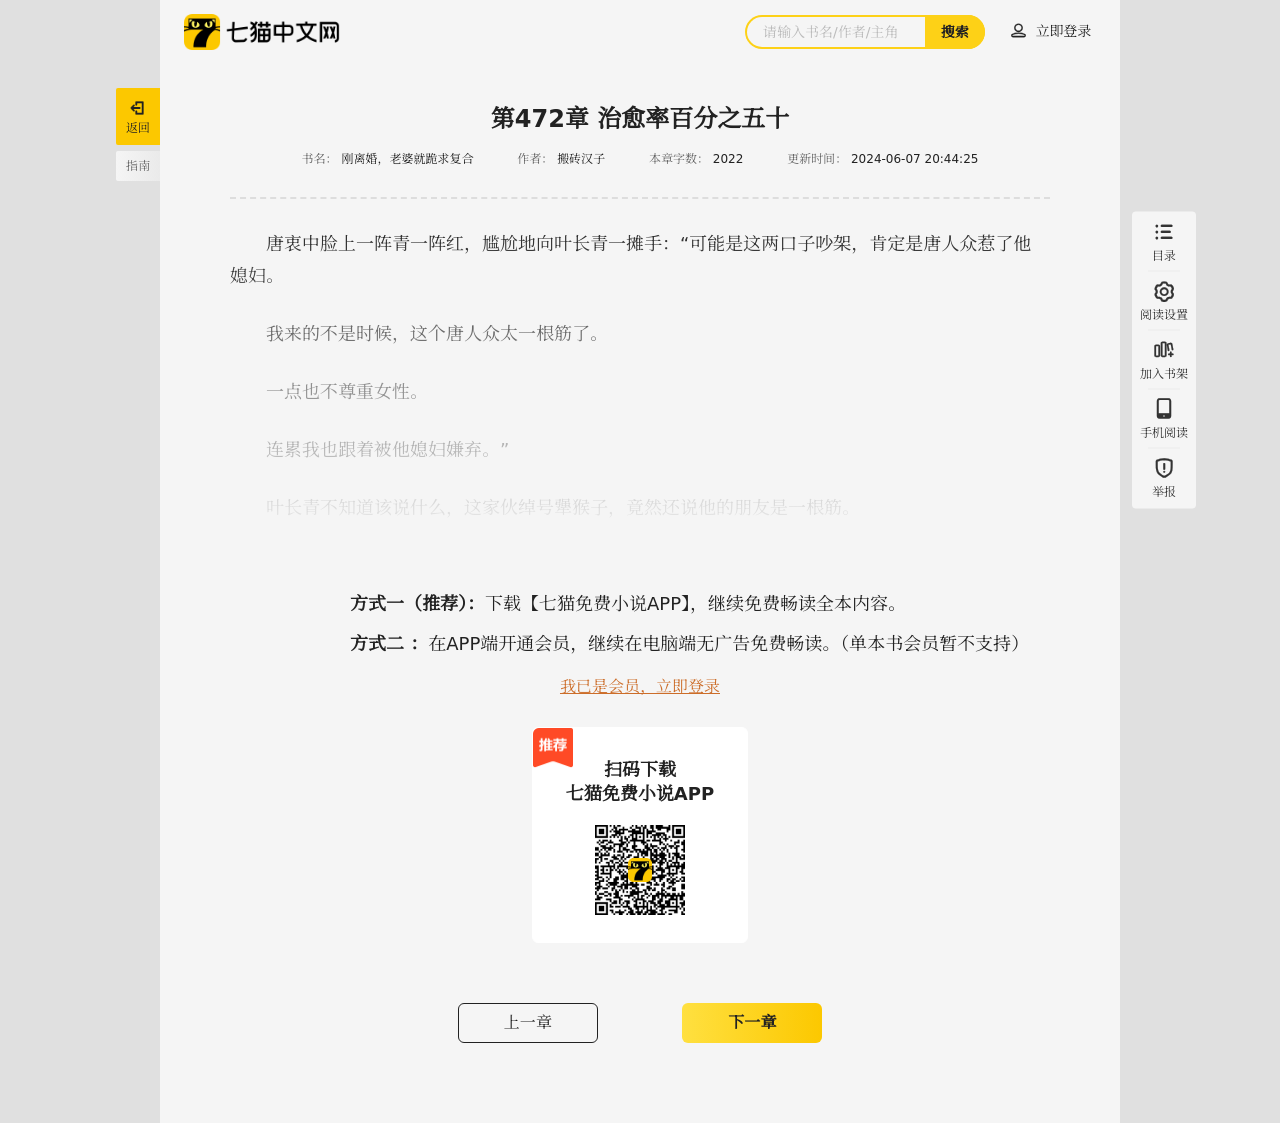 七猫中文网
请输入书名/作者/主角
搜索
立即登录
返回
指南
第472章 治愈率百分之五十
书名： 刚离婚，老婆就跪求复合 作者： 搬砖汉子 本章字数： 2022 更新时间： 2024-06-07 20:44:25
唐衷中脸上一阵青一阵红，尴尬地向叶长青一摊手：“可能是这两口子吵架，肯定是唐人众惹了他
媳妇。
我来的不是时候，这个唐人众太一根筋了。
一点也不尊重女性。
连累我也跟着被他媳妇嫌弃。”
叶长青不知道该说什么，这家伙绰号犟猴子，竟然还说他的朋友是一根筋。
目录
阅读设置
加入书架
手机阅读
举报
方式一（推荐）：下载【七猫免费小说APP】，继续免费畅读全本内容。
方式二 ：在APP端开通会员，继续在电脑端无广告免费畅读。（单本书会员暂不支持）
我已是会员，立即登录
推荐
扫码下载
七猫免费小说APP
上一章
下一章